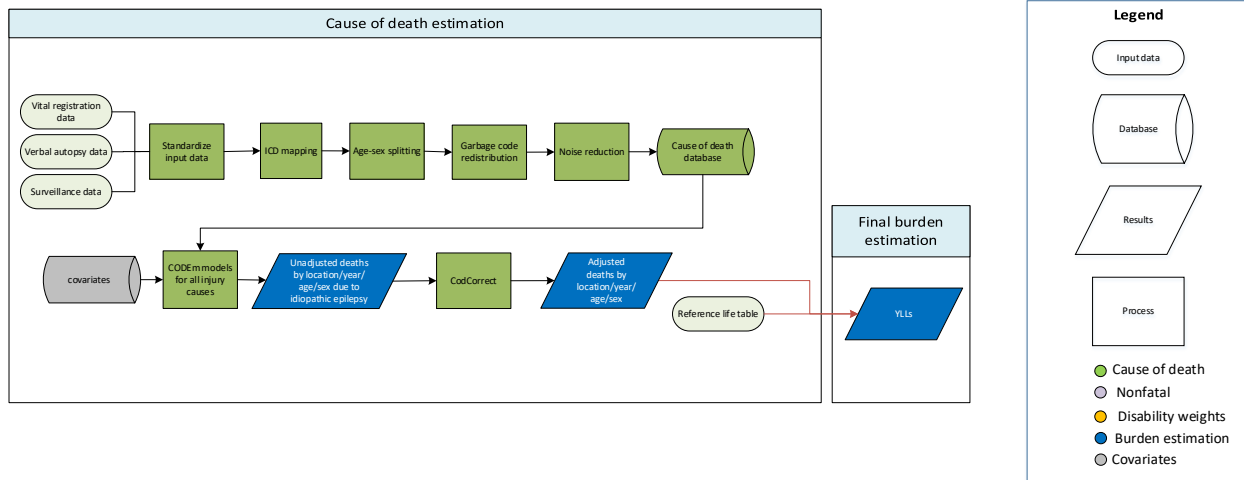 Cause of death estimation
Vital registration
data
Verbal autopsy data
Surveillance data
Standardize
input data
ICD mapping
Age-sex splitting
Garbage code
redistribution
Noise reduction
Cause of death
database
covariates
CODEm models
for all injury
causes
Unadjusted deaths
by location/year/
age/sex due to
idiopathic epilepsy
CodCorrect
Adjusted
deaths by
location/year/
age/sex
Reference life table
Final burden
estimation
YLLs
Legend
Input data
Database
Results
Process
Cause of death
Nonfatal
Disability weights
Burden estimation
Covariates